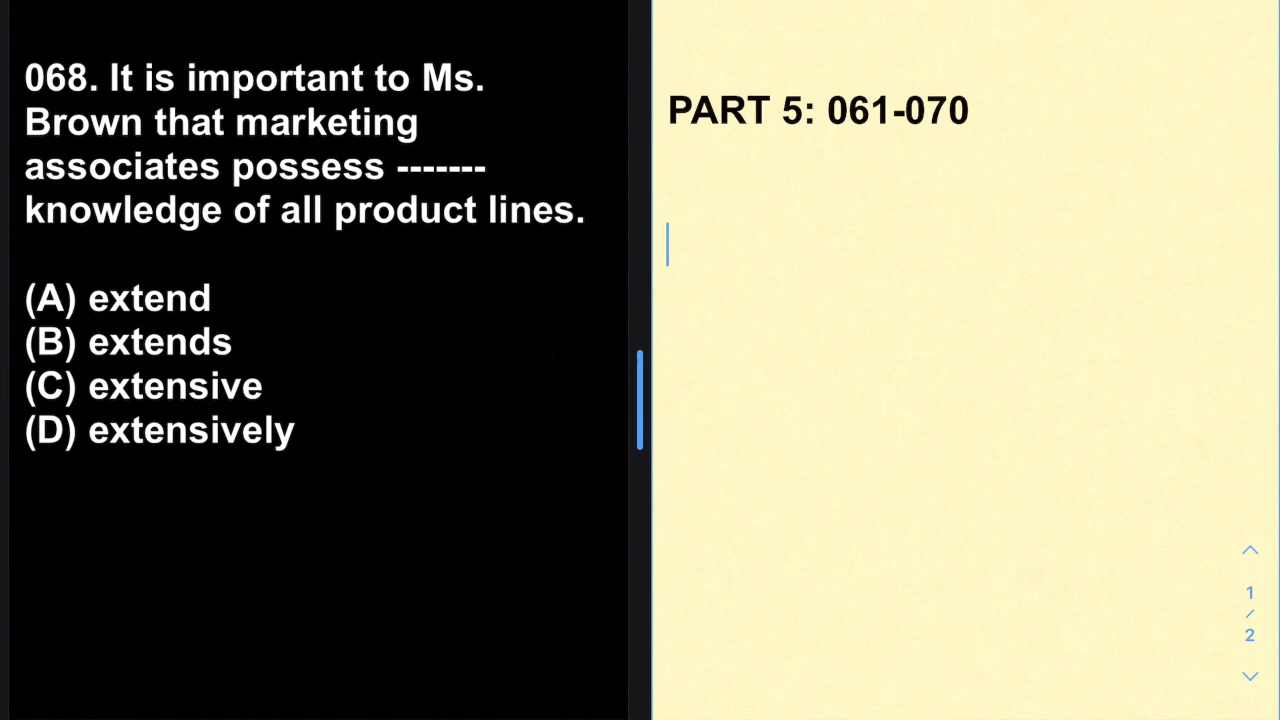 068. It is important to Ms.
Brown that marketing
associates possess -------
knowledge of all product lines.
(A) extend
(B) extends
(C) extensive
(D) extensively
PART 5: 061-070
1
/
2